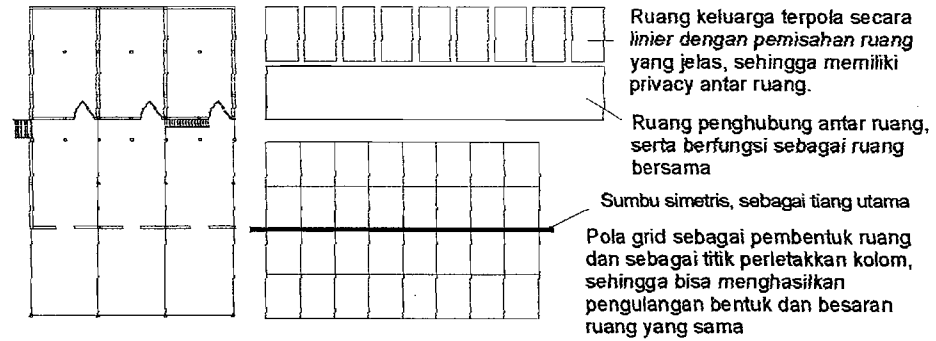 Ruang keluarga terpola secara
linier dengan pemisahan ruang
yang jelas, sehingga memiliki
privacy antar ruang.
Ruang penghubung antar ruang,
serta berfungsi sebagai ruang
bersama
Sumbu simetris, sebagai tiang utama
Pola grid sebagai pembentuk ruang
dan sebagai titik perletakkan kolom,
sehingga bisa menghasilkan
pengulangan bentuk dan besaran
ruang yang sama